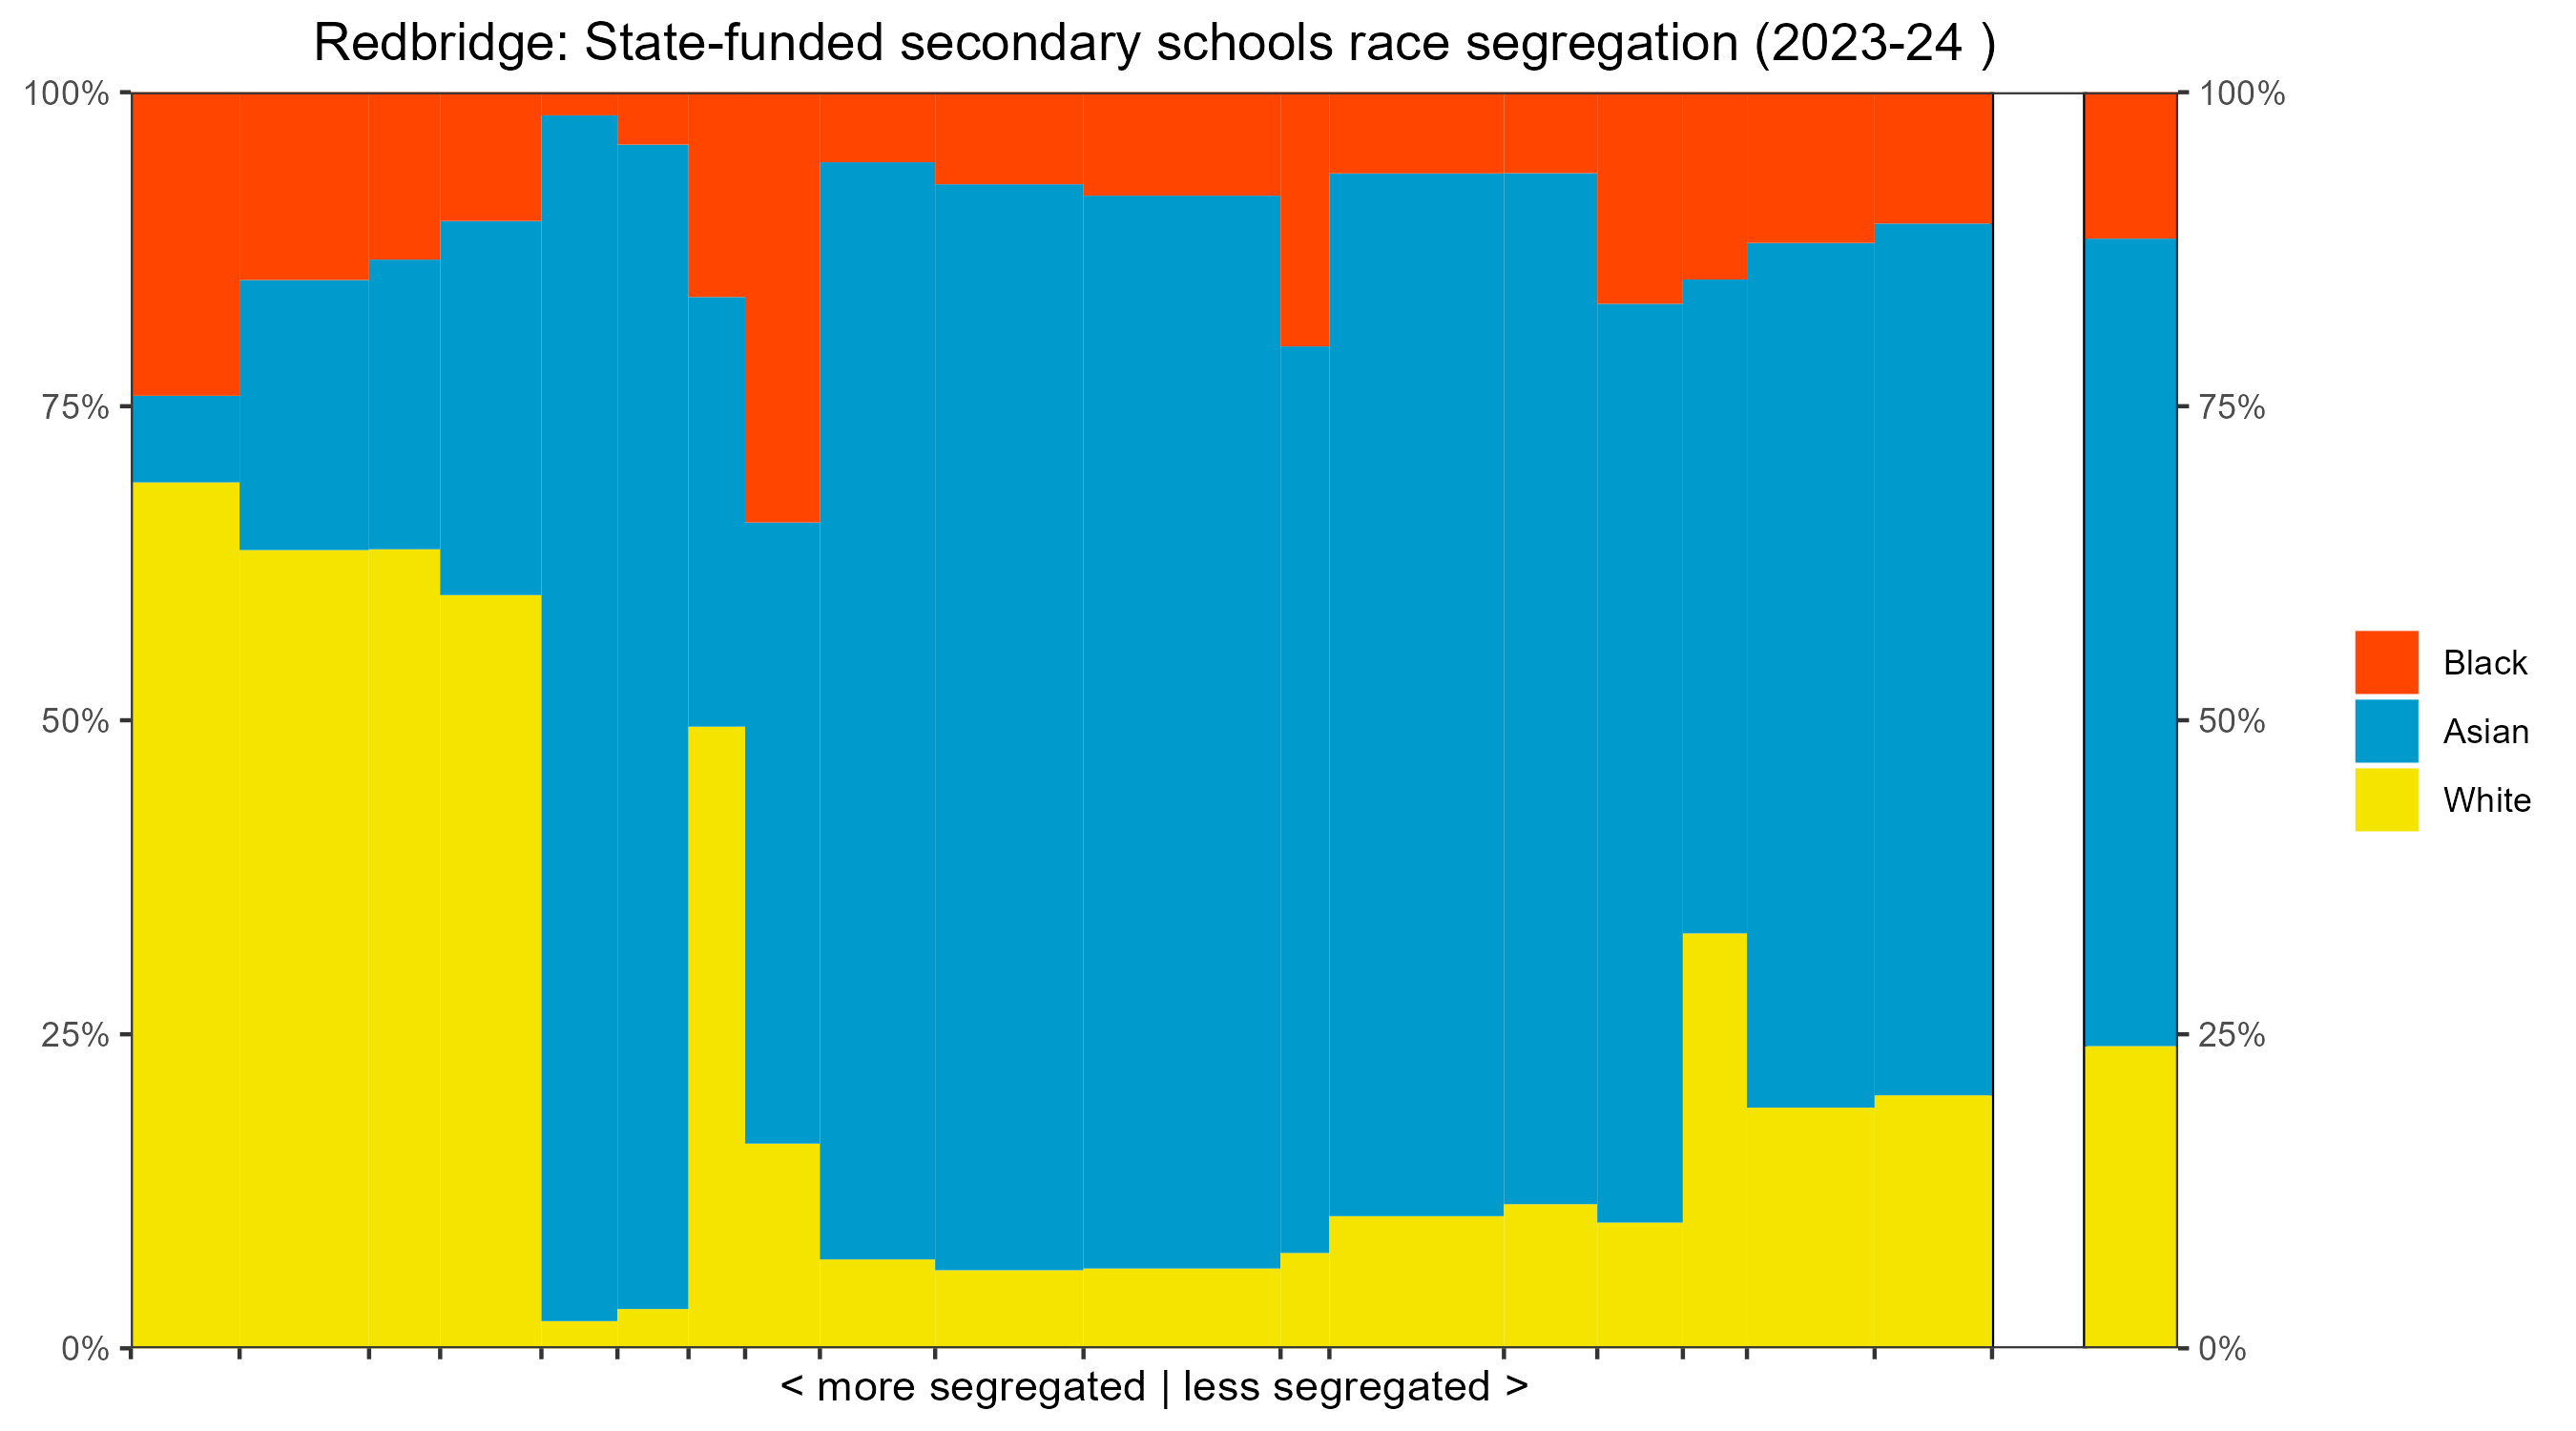 Redbridge: State-funded secondary schools race segregation (2023-24 )
100%
75%
50%
25%
0%
100%
75%
50%
25%
0%
Black
Asian
White
< more segregated | less segregated >